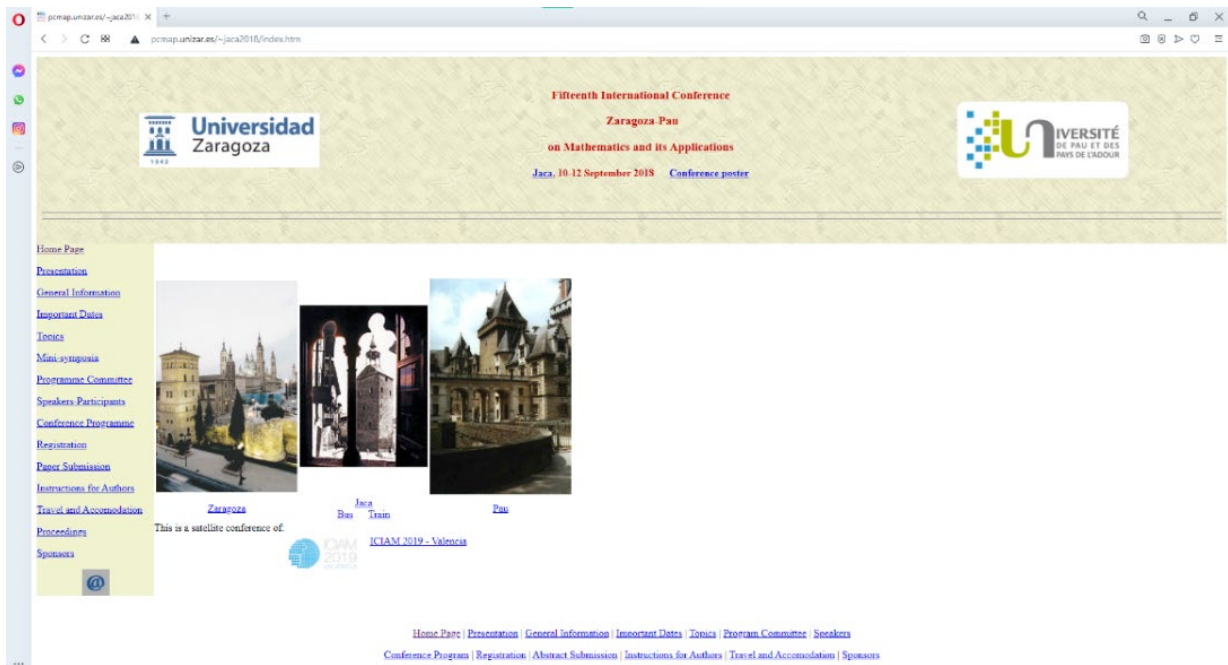 pcmap.unizar.es/~jaca2018
pcmap.unizar.es/~jaca2018/index.htm
Universidad
Zaragoza
1542
Fifteenth International Conference
Zaragoza-Pau
on Mathematics and its Applications
Jaca, 10-12 September 2018 Conference poster
UNIVERSITÉ
DE PAU ET DES
PAYS DE L'ADOUR
Home Page
Presentation
General Information
Important Dates
Topics
Mini-symposia
Programme Committee
Speakers-Participants
Conference Programme
Registration
Paper Submission
Instructions for Authors
Travel and Accomodation
Proceedings
Sponsors
@
Zaragoza
Jaca
Bus Train
Pau
This is a satellite conference of:
ICIAM
2019
ICIAM 2019 - Valencia
Home Page | Presentation | General Information | Important Dates | Topics | Program Committee | Speakers
Conference Program | Registration | Abstract Submission | Instructions for Authors | Travel and Accomodation | Sponsors